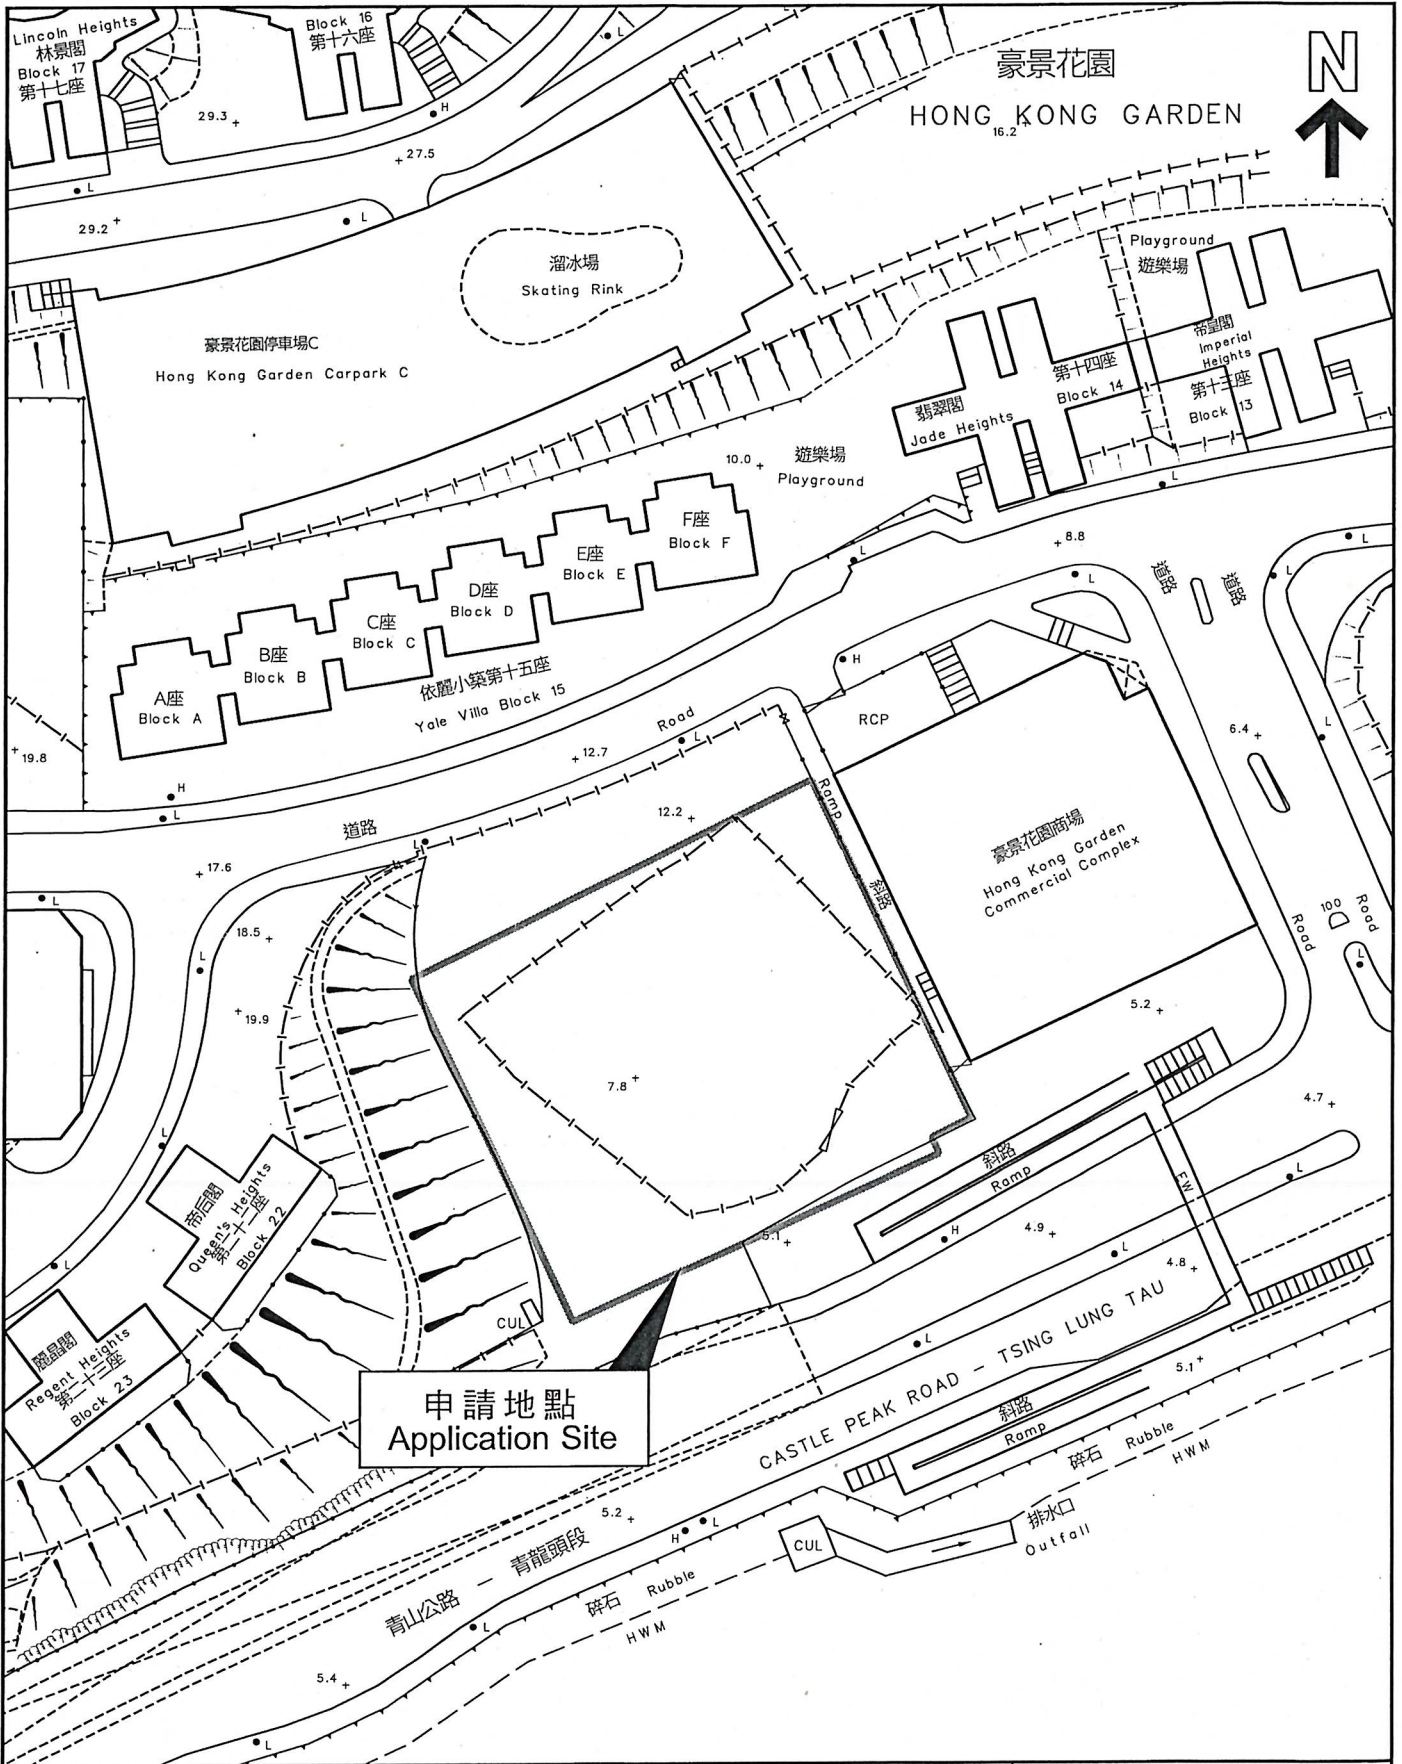 Lincoln Heights
林景閣
Block 17
第十七座
Block 16
第十六座
L
豪景花園
HONG KONG GARDEN
N
29.3
H
27.5
16.2
L
L
29.2
溜冰場
Skating Rink
Playground
遊樂場
豪景花園停車場C
Hong Kong Garden Carpark C
帝皇閣
Imperial
Heights
第十四座
Block 14
第十三座
Block 13
翡翠閣
Jade Heights
10.0
遊樂場
Playground
L
F座
Block F
E座
Block E
D座
Block D
C座
Block C
B座
Block B
A座
Block A
依麗小築第十五座
Yale Villa Block 15
8.8
L
L
L
L
道路
道路
H
RCP
Road
L
12.7
19.8
H
L
6.4
L
Ramp
斜路
12.2
道路
L
豪景花園商場
Hong Kong Garden
Commercial Complex
17.6
L
18.5
L
19.9
100
Road
Road
L
5.2
7.8
4.7
L
斜路
Ramp
FW
L
帝后閣
Queen's Heights
第二十二座
Block 22
H
4.9
L
4.8
5.1
L
CUL
麗晶閣
Regent Heights
第二十三座
Block 23
L
申請地點
Application Site
CASTLE PEAK ROAD - TSING LUNG TAU
5.1
斜路
Ramp
碎石 Rubble
HWM
5.2
H
L
CUL
排水口
Outfall
青山公路 - 青龍頭段
碎石 Rubble
HWM
L
5.4
L